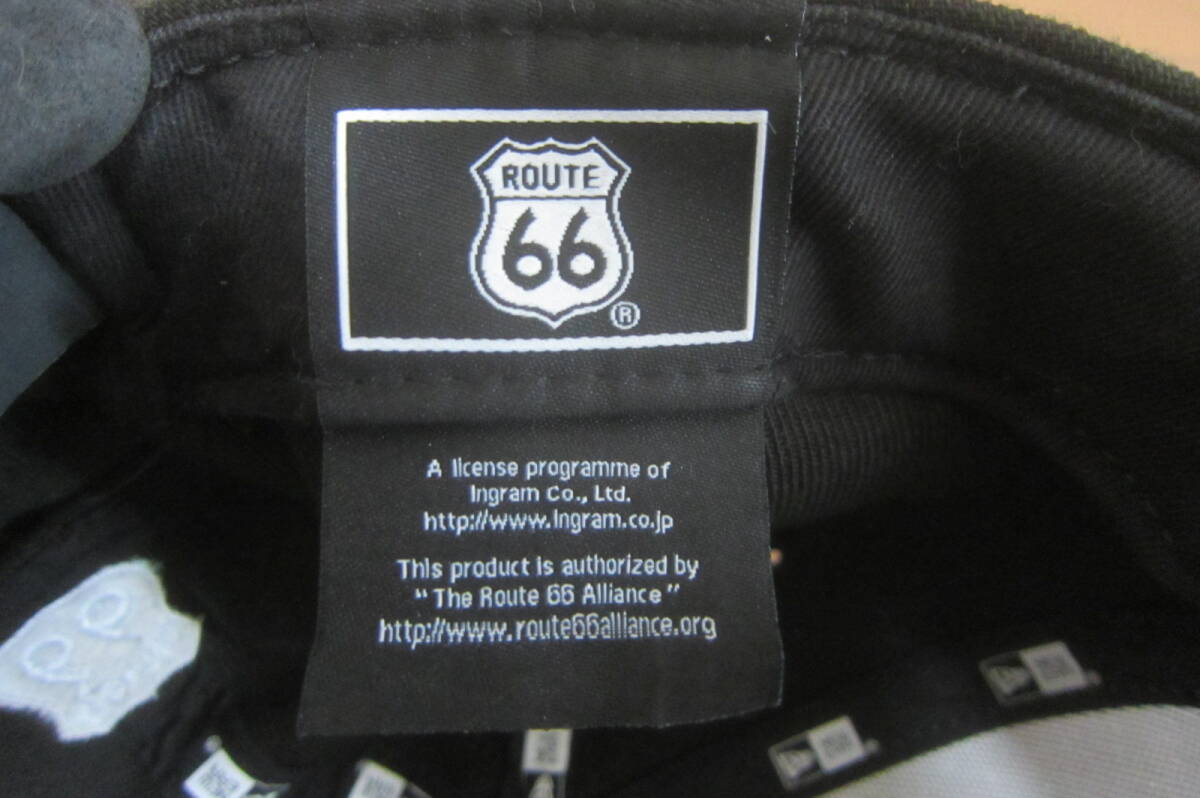 ROUTE
66
®
A license programme of
Ingram Co., Ltd.
http://www.ingram.co.jp
This product is authorized by
“The Route 66 Alliance”
http://www.route66alliance.org